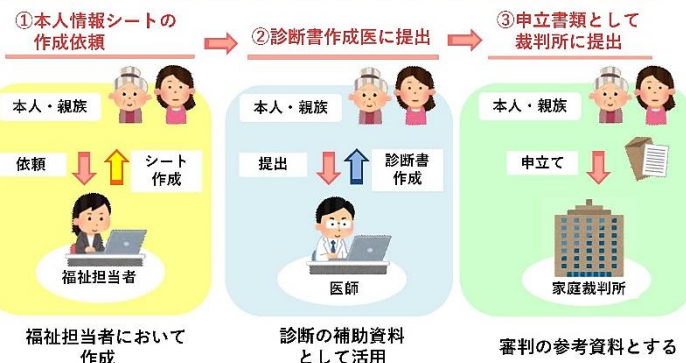 ①本人情報シートの
作成依頼
②診断書作成医に提出
③申立書類として
裁判所に提出
本人・親族
依頼
シート
作成
福祉担当者
福祉担当者において
作成
本人・親族
提出
診断書
作成
医師
診断の補助資料
として活用
本人・親族
申立て
家庭裁判所
審判の参考資料とする